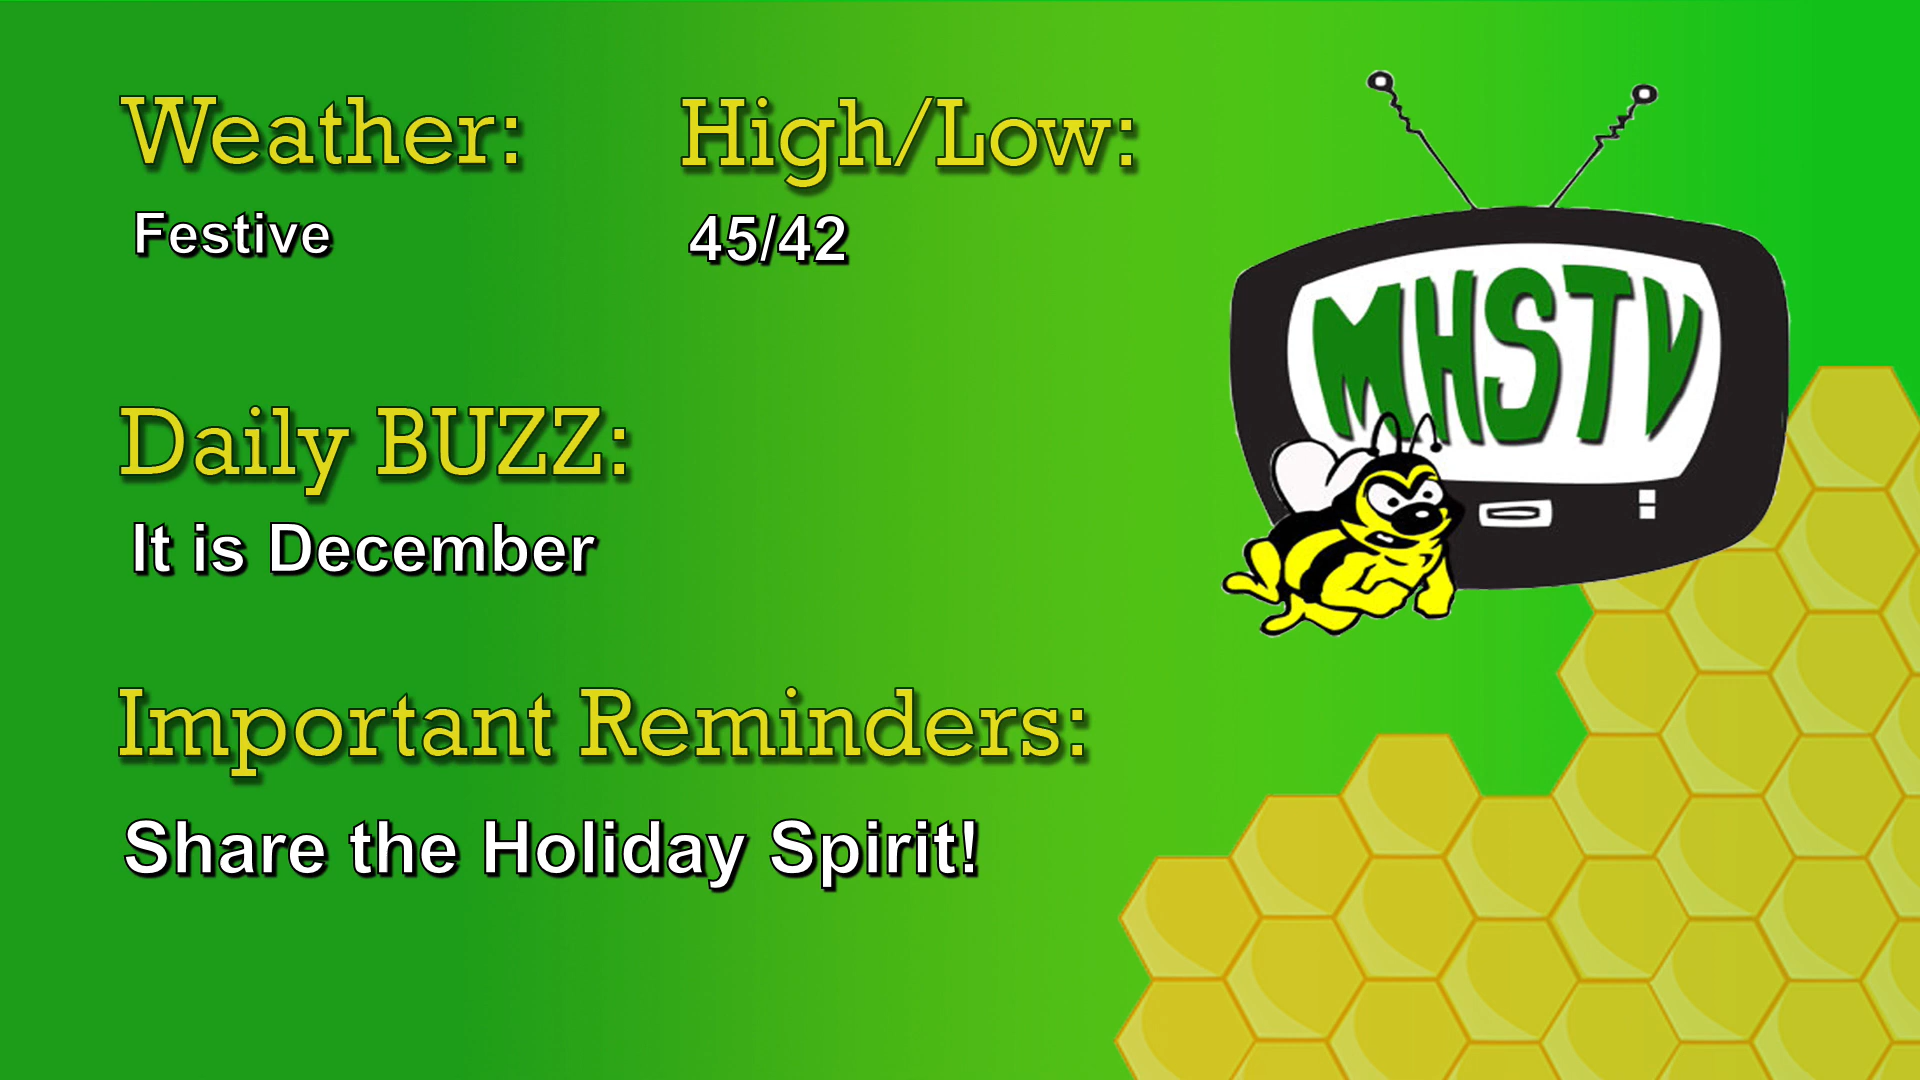 Weather:
Festive
High/Low:
45/42
Daily BUZZ:
It is December
Important Reminders:
Share the Holiday Spirit!
MHSTV